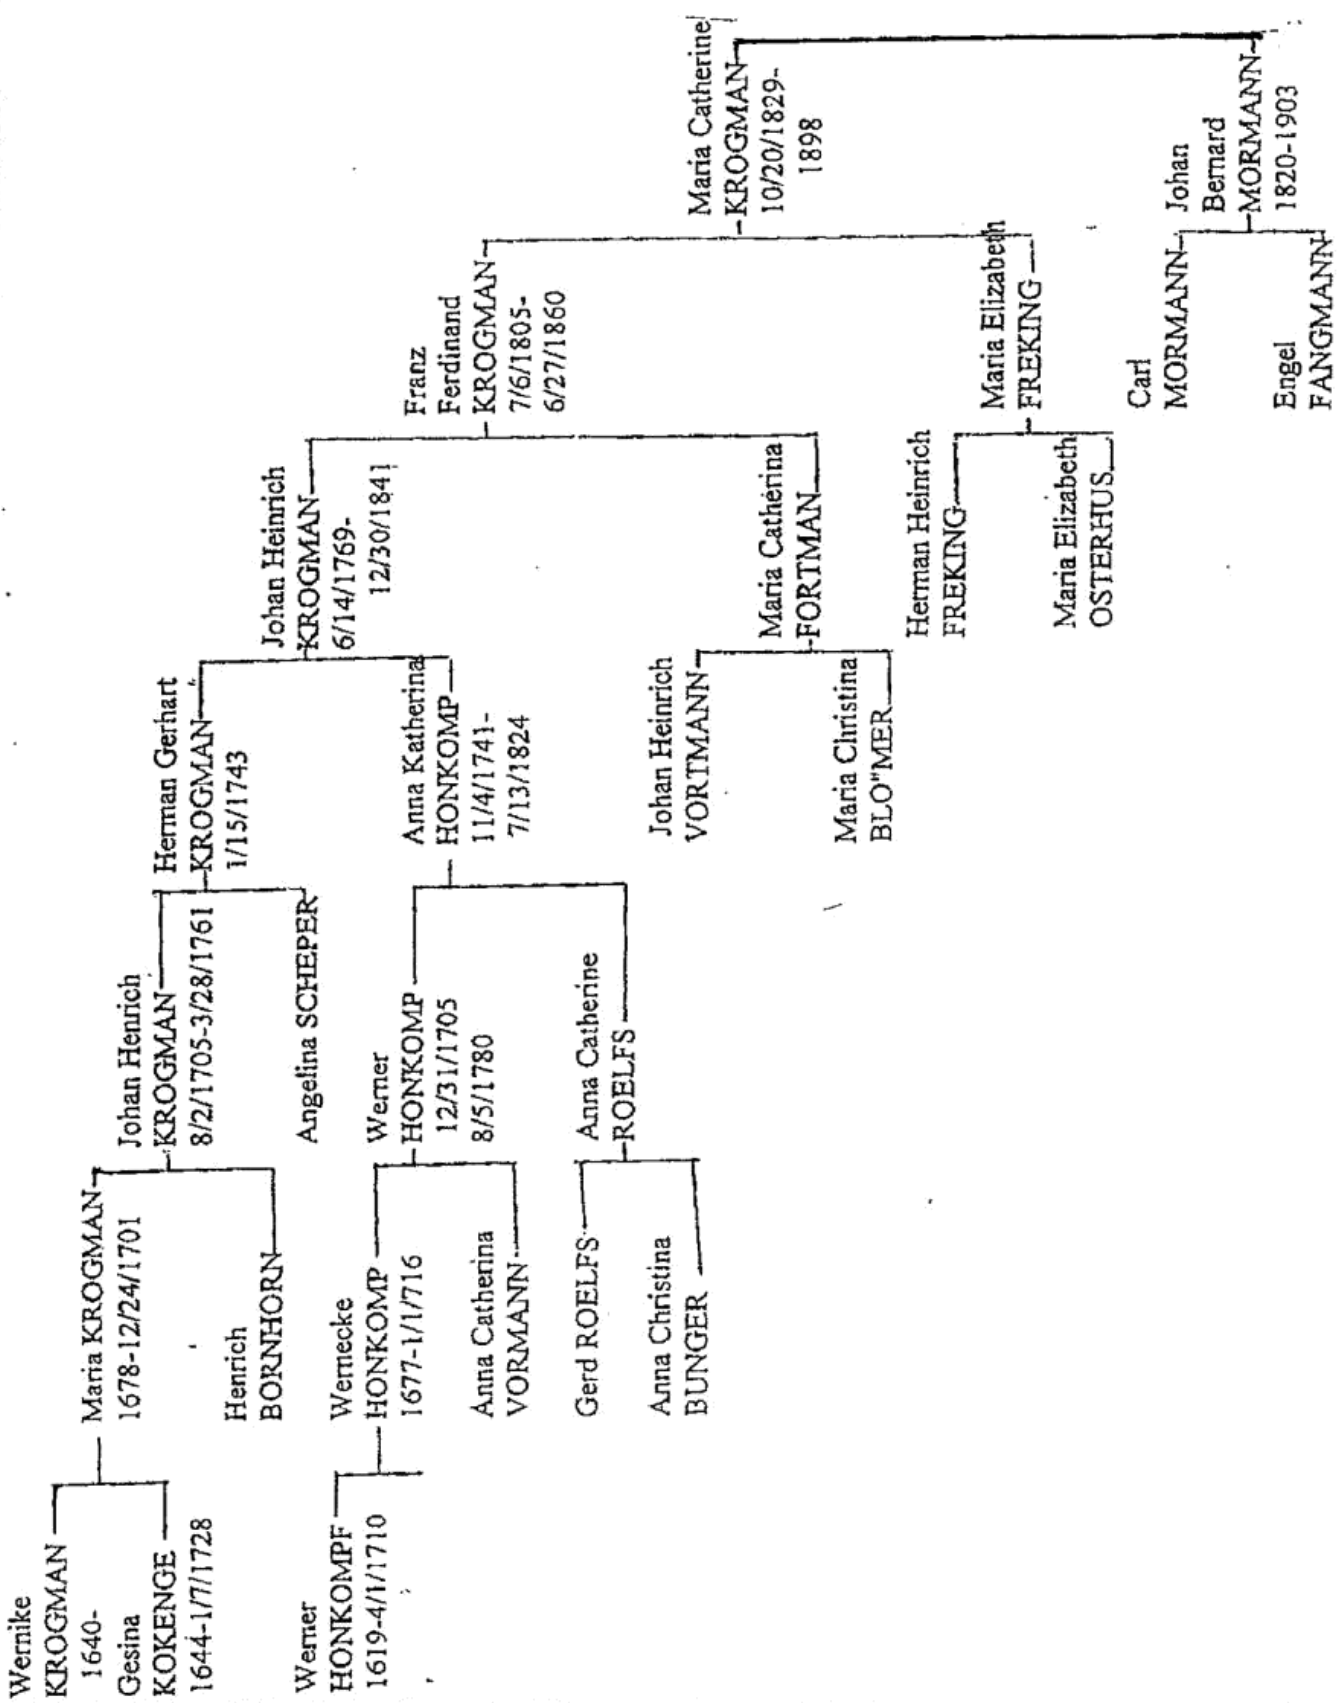 Wernike
KROGMAN
1640-
Gesina
KOKENGE
1644-1/7/1728
Werner
HONKOMPF
1619-4/1/1710
Maria KROGMAN
1678-12/24/1701
Henrich
BORNHORN
Wernecke
HONKOMP
1677-1/1/716
Anna Catherina
VORMANN
Gerd ROELFS
Anna Christina
BUNGER
Johan Henrich
KROGMAN
8/2/1705-3/28/1761
Angelina SCHEPER
Werner
HONKOMP
12/31/1705
8/5/1780
Anna Catherine
ROELFS
Herman Gerhart
KROGMAN
1/15/1743
Anna Katherina
HONKOMP
11/4/1741-
7/13/1824
Johan Heinrich
VORTMANN
Maria Christina
BLO"MER
Johan Heinrich
KROGMAN
6/14/1769-
12/30/1841
Maria Catherina
FORTMAN
Herman Heinrich
FREKING
Maria Elizabeth
OSTERHUS
Franz
Ferdinand
KROGMAN
7/6/1805-
6/27/1860
Maria Elizabeth
FREKING
Carl
MORMANN
Engel
FANGMANN
Maria Catherine
KROGMAN
10/20/1829-
1898
Johan
Bernard
MORMANN
1820-1903